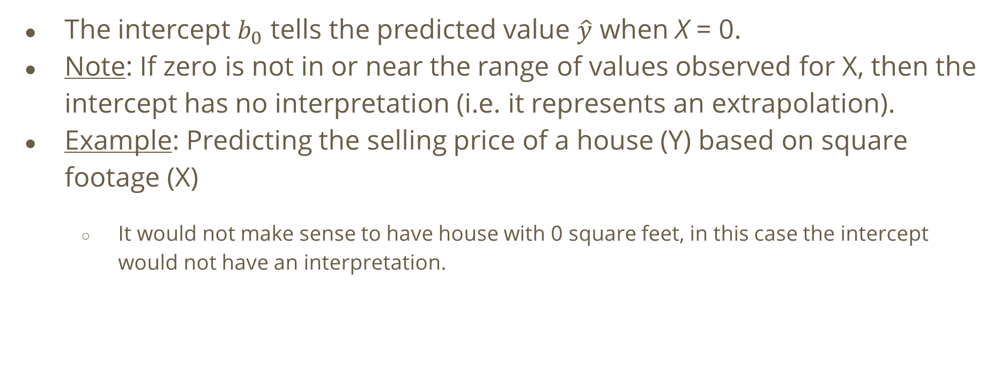 • The intercept b₀ tells the predicted value ŷ when X = 0.
• Note: If zero is not in or near the range of values observed for X, then the
intercept has no interpretation (i.e. it represents an extrapolation).
• Example: Predicting the selling price of a house (Y) based on square
footage (X)
○ It would not make sense to have house with 0 square feet, in this case the intercept
would not have an interpretation.